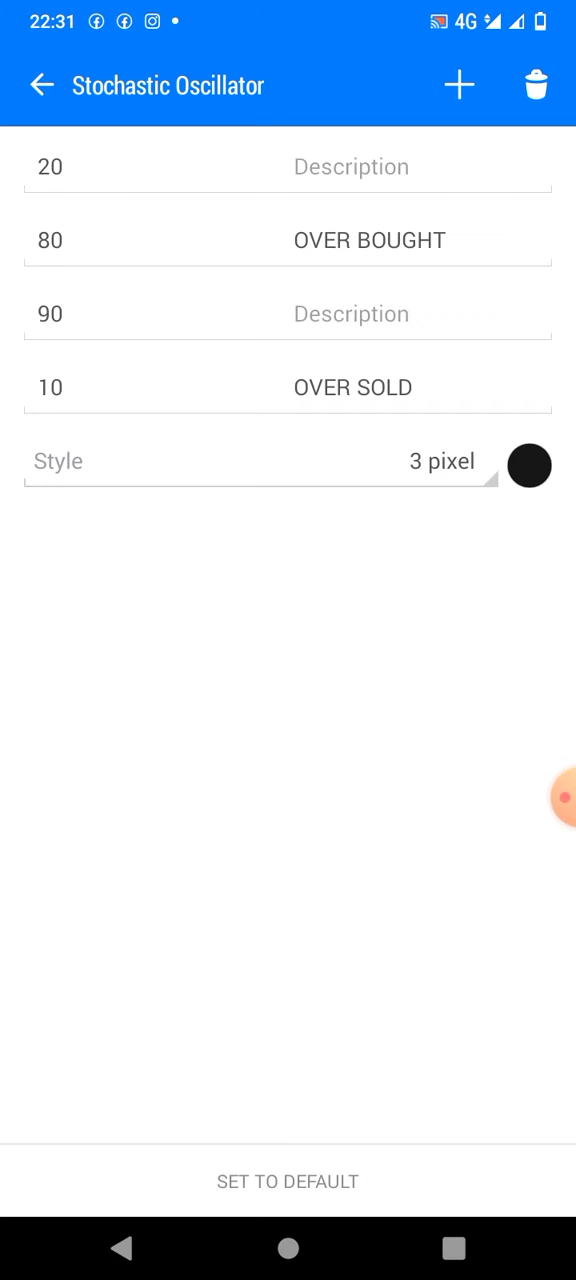 22:31 4G
Stochastic Oscillator
20 Description
80 OVER BOUGHT
90 Description
10 OVER SOLD
Style 3 pixel
SET TO DEFAULT